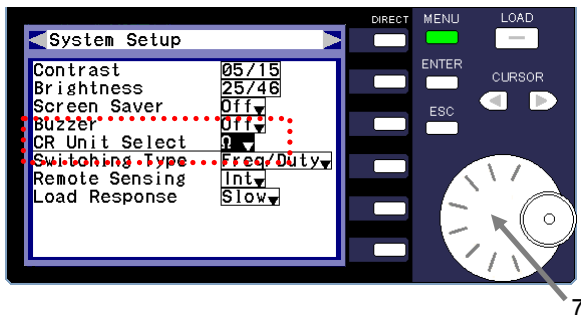 DIRECT MENU LOAD
System Setup
ENTER
CURSOR
ESC
Contrast 05/15
Brightness 25/46
Screen Saver Off
Buzzer Off
CR Unit Select Ω
Switching Type Freq/Duty
Remote Sensing Int
Load Response Slow
7